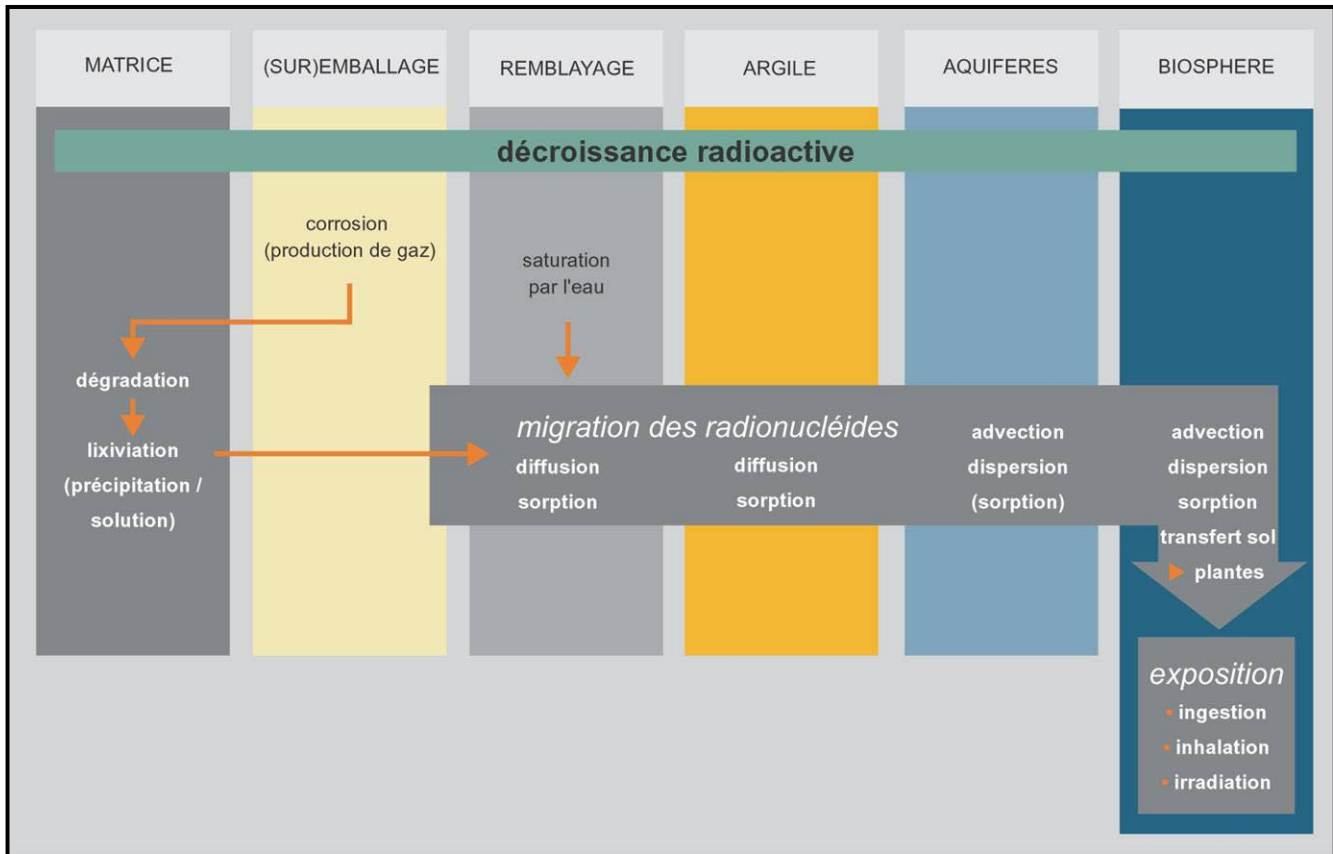 MATRICE
(SUR)EMBALLAGE
REMBLAYAGE
ARGILE
AQUIFERES
BIOSPHERE
décroissance radioactive
corrosion
(production de gaz)
saturation
par l'eau
dégradation
lixiviation
(précipitation /
solution)
migration des radionucléides
diffusion
sorption
diffusion
sorption
advection
dispersion
(sorption)
advection
dispersion
sorption
transfert sol
plantes
exposition
• ingestion
• inhalation
• irradiation